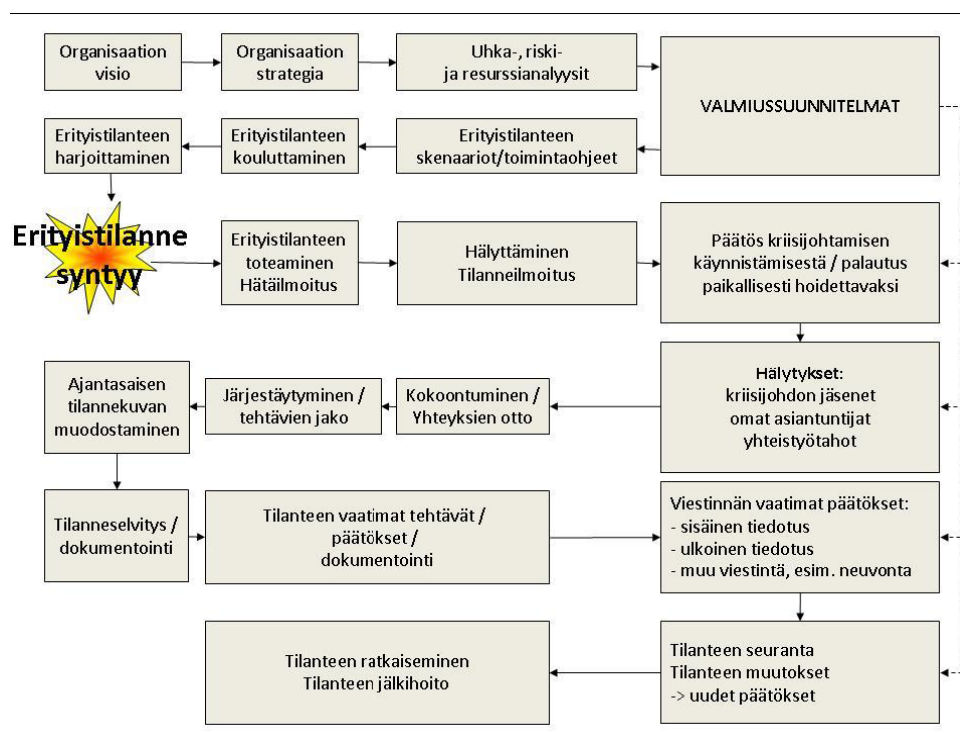 Organisaation
visio
Organisaation
strategia
Uhka-, riski-
ja resurssianalyysit
VALMIUSSUUNNITELMAT
Erityistilanteen
harjoittaminen
Erityistilanteen
kouluttaminen
Erityistilanteen
skenaariot/toimintaohjeet
Erityistilanne
syntyy
Erityistilanteen
toteaminen
Hätäilmoitus
Hälyttäminen
Tilanneilmoitus
Päätös kriisijohtamisen
käynnistämisestä / palautus
paikallisesti hoidettavaksi
Ajantasaisen
tilannekuvan
muodostaminen
Järjestäytyminen /
tehtävien jako
Kokoontuminen /
Yhteyksien otto
Hälytykset:
kriisijohdon jäsenet
omat asiantuntijat
yhteistyötahot
Tilanneselvitys /
dokumentointi
Tilanteen vaatimat tehtävät /
päätökset /
dokumentointi
Viestinnän vaatimat päätökset:
- sisäinen tiedotus
- ulkoinen tiedotus
- muu viestintä, esim. neuvonta
Tilanteen ratkaiseminen
Tilanteen jälkihoito
Tilanteen seuranta
Tilanteen muutokset
-> uudet päätökset